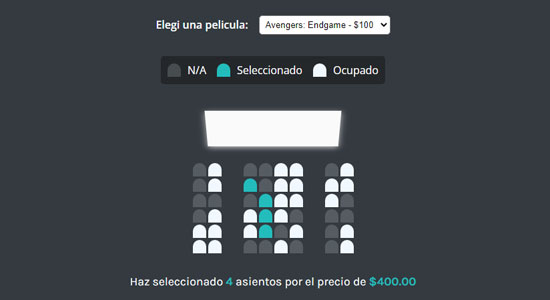 Elegi una pelicula: Avengers: Endgame - $100
N/A Seleccionado Ocupado
Haz seleccionado 4 asientos por el precio de $400.00